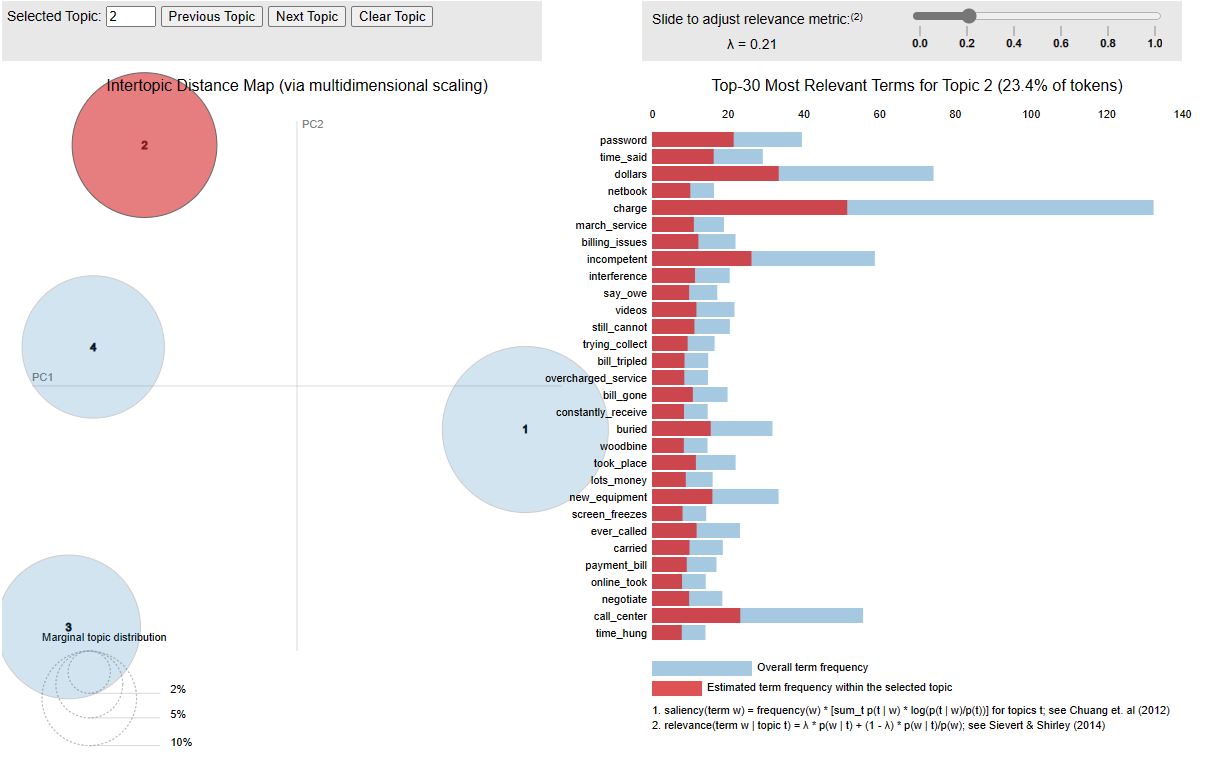 Selected Topic: 2 Previous Topic Next Topic Clear Topic
Slide to adjust relevance metric:(2)
λ = 0.21
0.0 0.2 0.4 0.6 0.8 1.0
Intertopic Distance Map (via multidimensional scaling)
PC2
PC1
2
4
1
3
Marginal topic distribution
2%
5%
10%
Top-30 Most Relevant Terms for Topic 2 (23.4% of tokens)
0 20 40 60 80 100 120 140
password
time_said
dollars
netbook
charge
march_service
billing_issues
incompetent
interference
say_owe
videos
still_cannot
trying_collect
bill_tripled
overcharged_service
bill_gone
constantly_receive
buried
woodbine
took_place
lots_money
new_equipment
screen_freezes
ever_called
carried
payment_bill
online_took
negotiate
call_center
time_hung
Overall term frequency
Estimated term frequency within the selected topic
1. saliency(term w) = frequency(w) * [sum_t p(t | w) * log(p(t | w)/p(t))] for topics t; see Chuang et. al (2012)
2. relevance(term w | topic t) = λ * p(w | t) + (1 - λ) * p(w | t)/p(w); see Sievert & Shirley (2014)